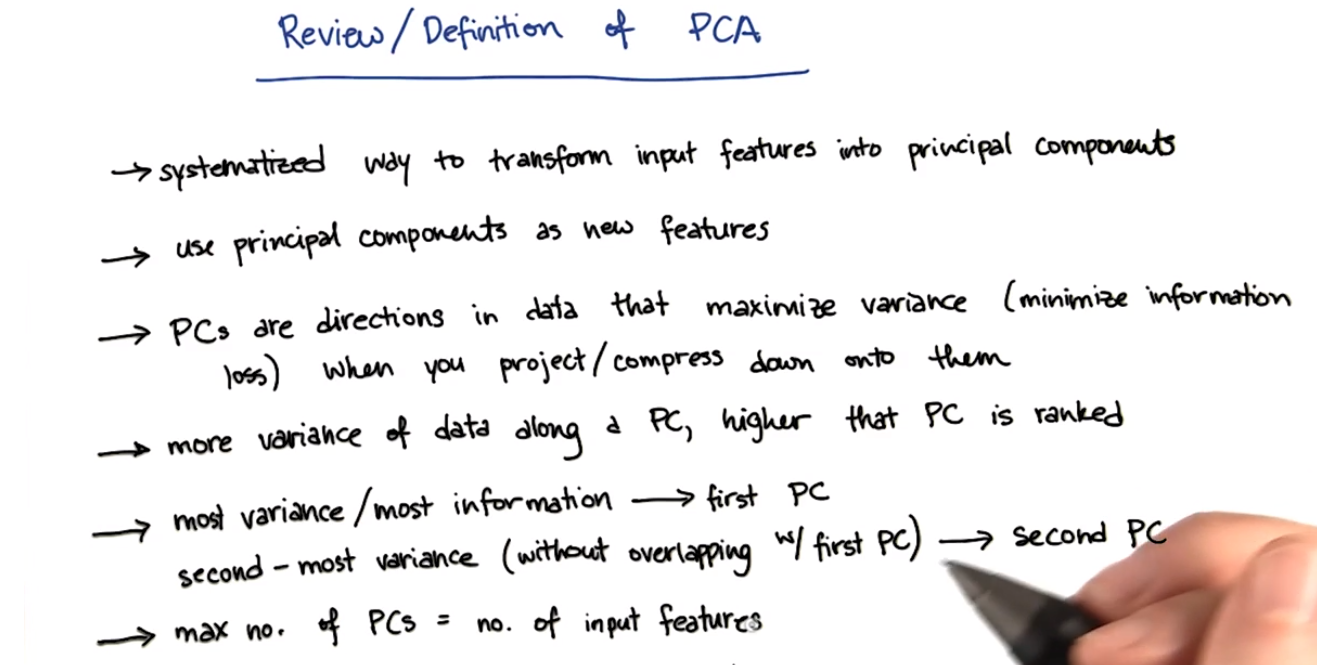 Review/Definition of PCA
→ systematized way to transform input features into principal components
→ use principal components as new features
→ PCs are directions in data that maximize variance (minimize information
loss) when you project/compress down onto them
→ more variance of data along a PC, higher that PC is ranked
→ most variance/most information → first PC
second-most variance (without overlapping w/ first PC) → second PC
→ max no. of PCs = no. of input features